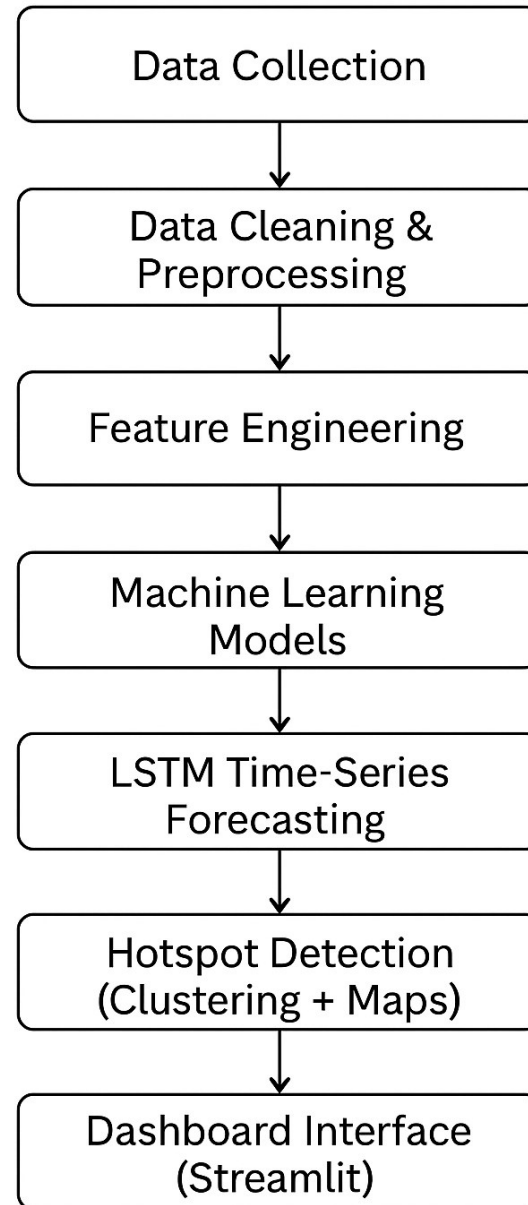 Data Collection
Data Cleaning &
Preprocessing
Feature Engineering
Machine Learning
Models
LSTM Time-Series
Forecasting
Hotspot Detection
(Clustering + Maps)
Dashboard Interface
(Streamlit)